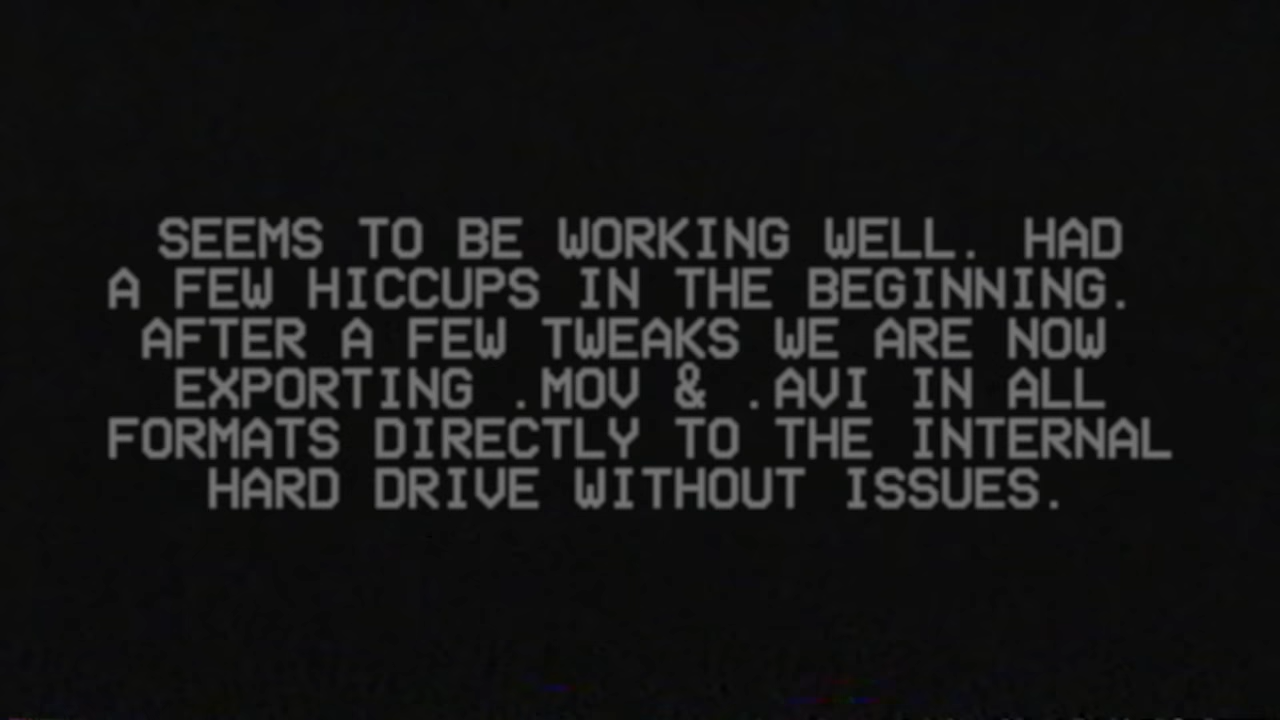 SEEMS TO BE WORKING WELL. HAD
A FEW HICCUPS IN THE BEGINNING.
AFTER A FEW TWEAKS WE ARE NOW
EXPORTING .MOV & .AVI IN ALL
FORMATS DIRECTLY TO THE INTERNAL
HARD DRIVE WITHOUT ISSUES.